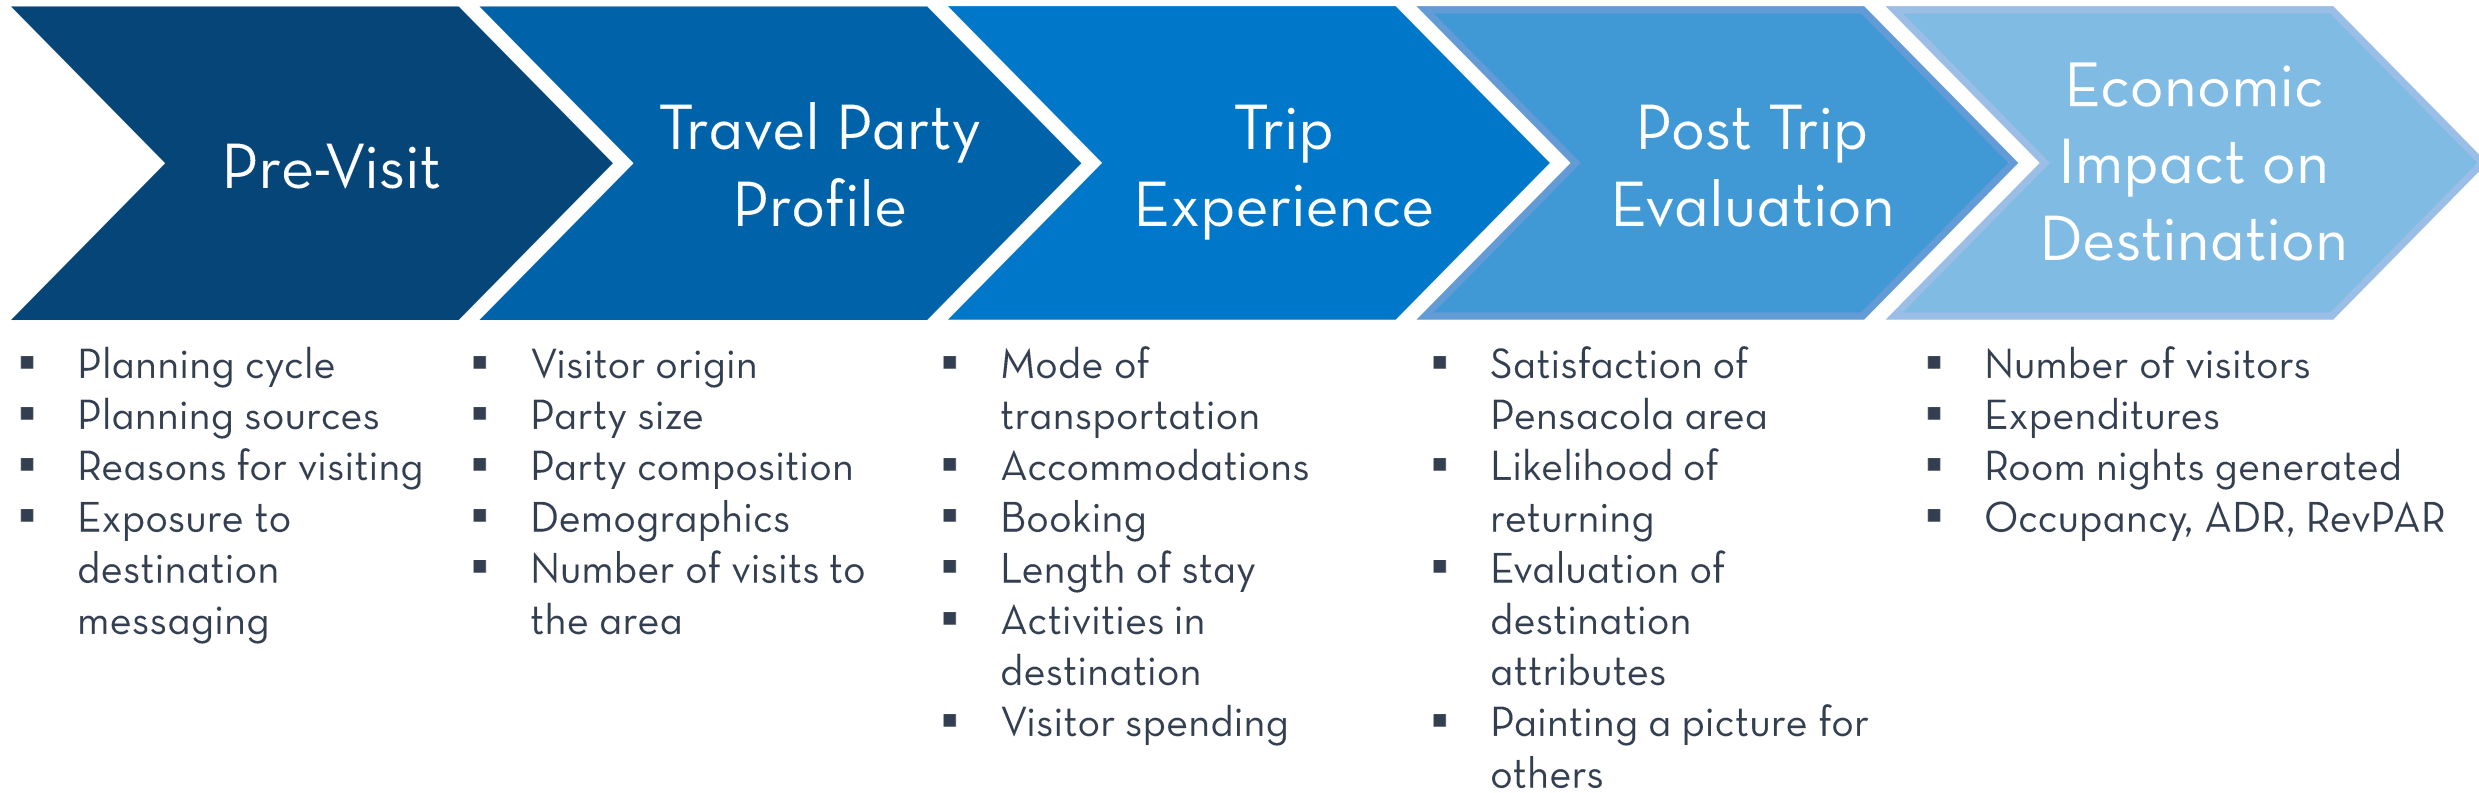 Pre-Visit
Travel Party
Profile
Trip
Experience
Post Trip
Evaluation
Economic
Impact on
Destination
▪ Planning cycle
▪ Planning sources
▪ Reasons for visiting
▪ Exposure to
destination
messaging
▪ Visitor origin
▪ Party size
▪ Party composition
▪ Demographics
▪ Number of visits to
the area
▪ Mode of
transportation
▪ Accommodations
▪ Booking
▪ Length of stay
▪ Activities in
destination
▪ Visitor spending
▪ Satisfaction of
Pensacola area
▪ Likelihood of
returning
▪ Evaluation of
destination
attributes
▪ Painting a picture for
others
▪ Number of visitors
▪ Expenditures
▪ Room nights generated
▪ Occupancy, ADR, RevPAR